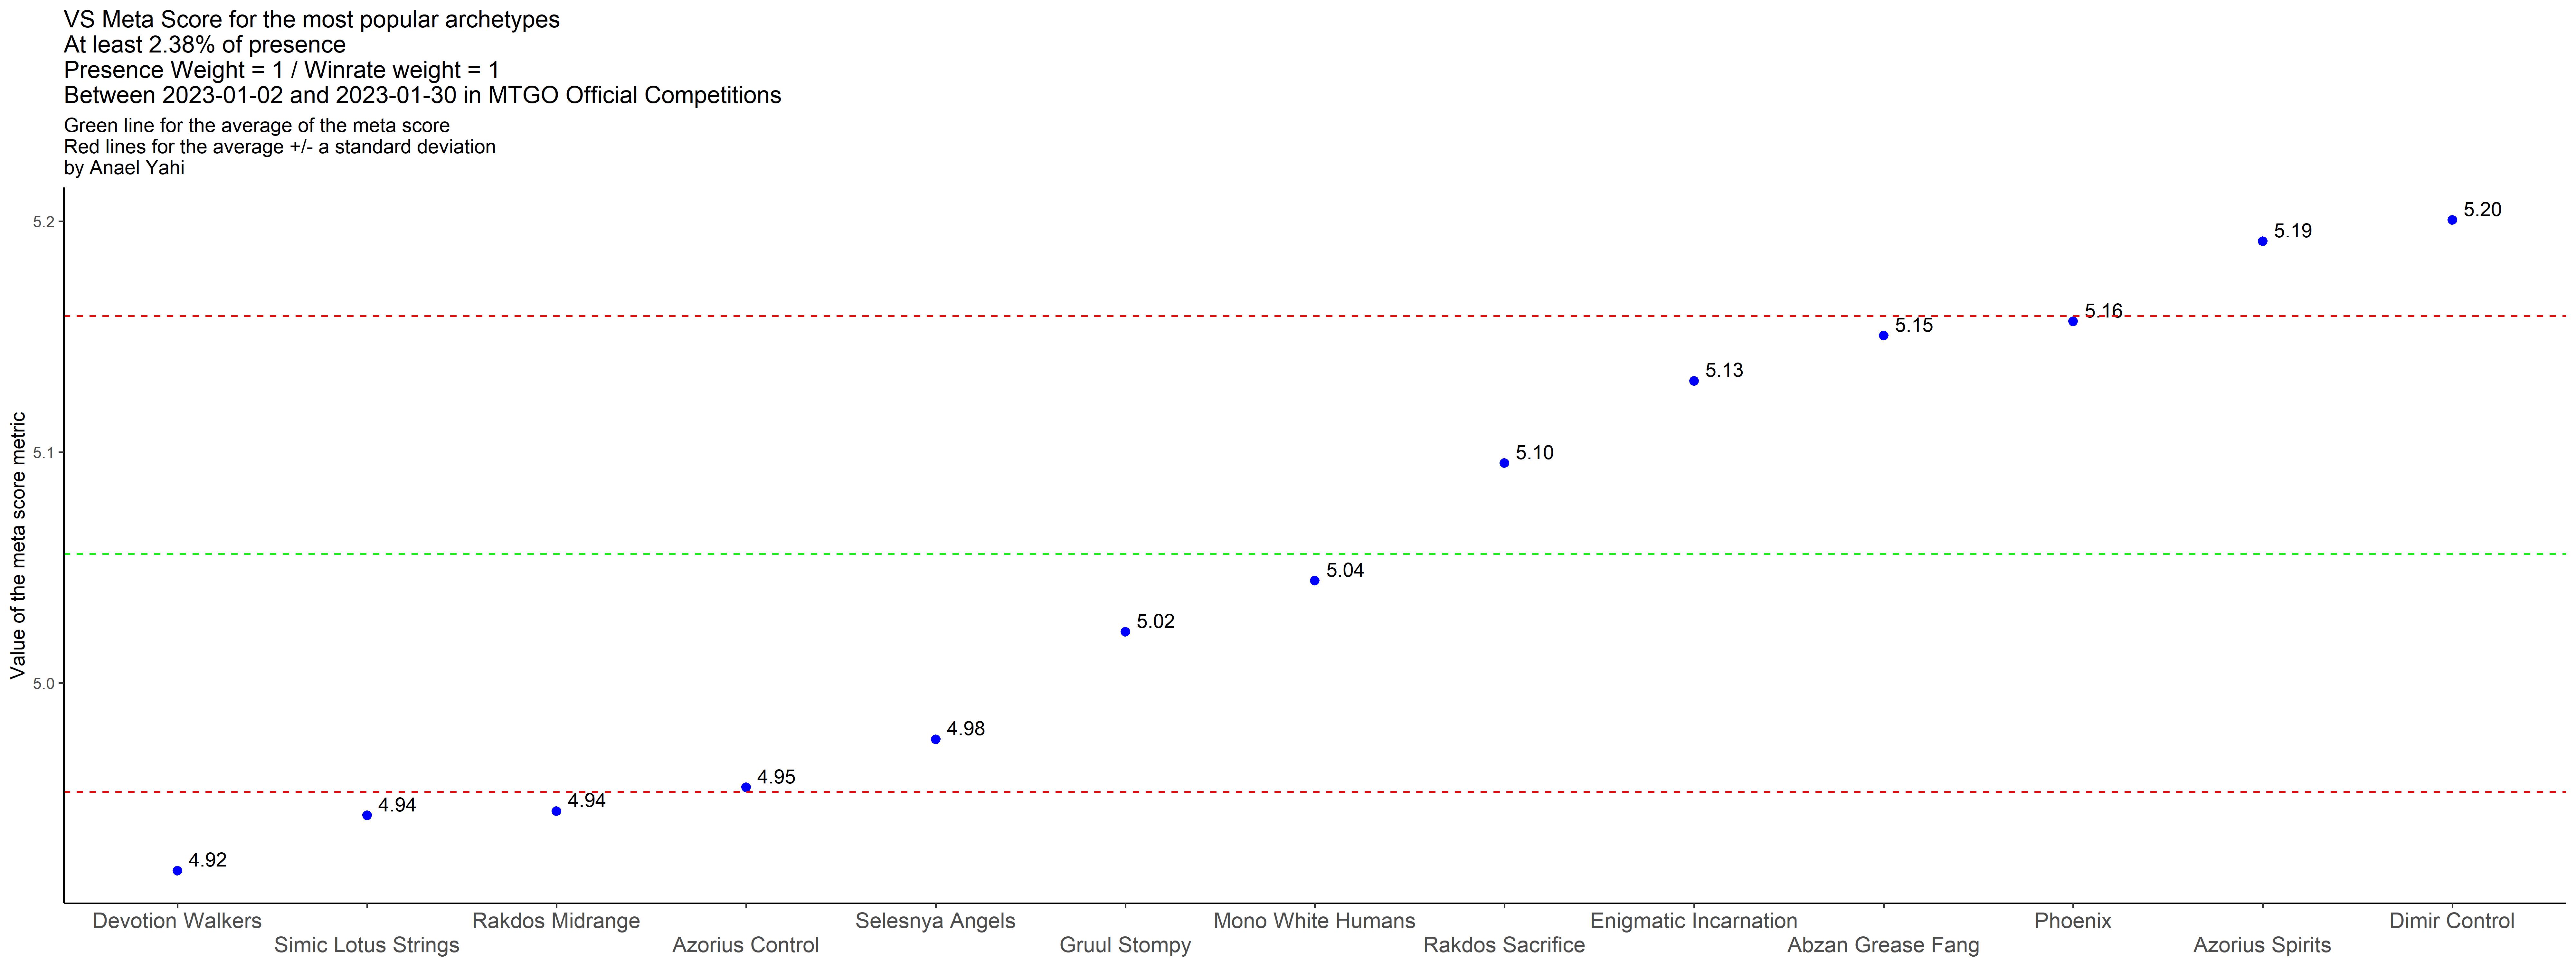 VS Meta Score for the most popular archetypes
At least 2.38% of presence
Presence Weight = 1 / Winrate weight = 1
Between 2023-01-02 and 2023-01-30 in MTGO Official Competitions
Green line for the average of the meta score
Red lines for the average +/- a standard deviation
by Anael Yahi
Value of the meta score metric
5.2
5.1
5.0
4.92
4.94
4.94
4.95
4.98
5.02
5.04
5.10
5.13
5.15
5.16
5.19
5.20
Devotion Walkers
Simic Lotus Strings
Rakdos Midrange
Azorius Control
Selesnya Angels
Gruul Stompy
Mono White Humans
Rakdos Sacrifice
Enigmatic Incarnation
Abzan Grease Fang
Phoenix
Azorius Spirits
Dimir Control